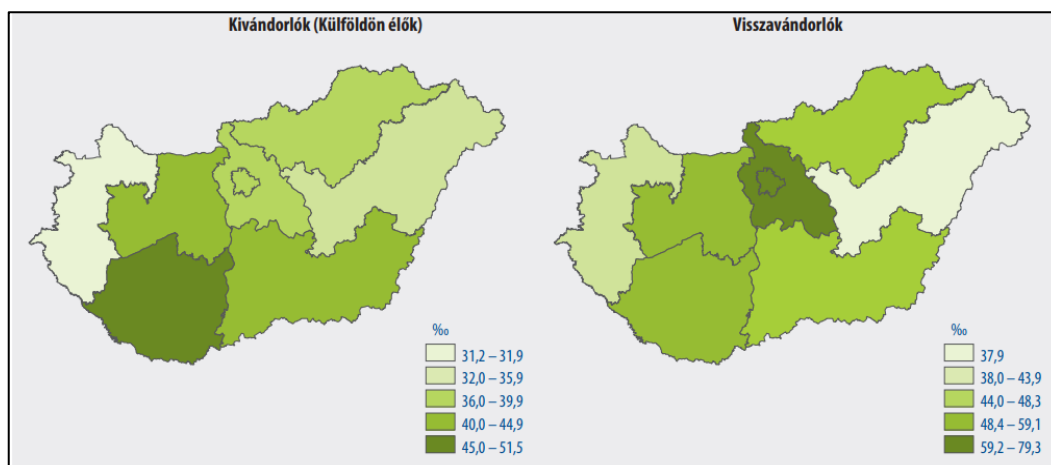 Kivándorlók (Külföldön élők)
Visszavándorlók
‰
31,2 – 31,9
32,0 – 35,9
36,0 – 39,9
40,0 – 44,9
45,0 – 51,5
‰
37,9
38,0 – 43,9
44,0 – 48,3
48,4 – 59,1
59,2 – 79,3